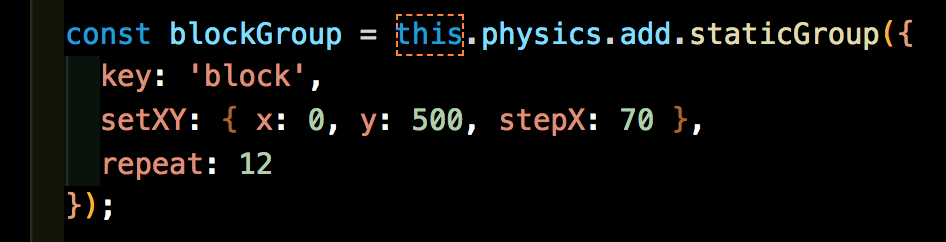 const blockGroup = this.physics.add.staticGroup({
  key: 'block',
  setXY: { x: 0, y: 500, stepX: 70 },
  repeat: 12
});